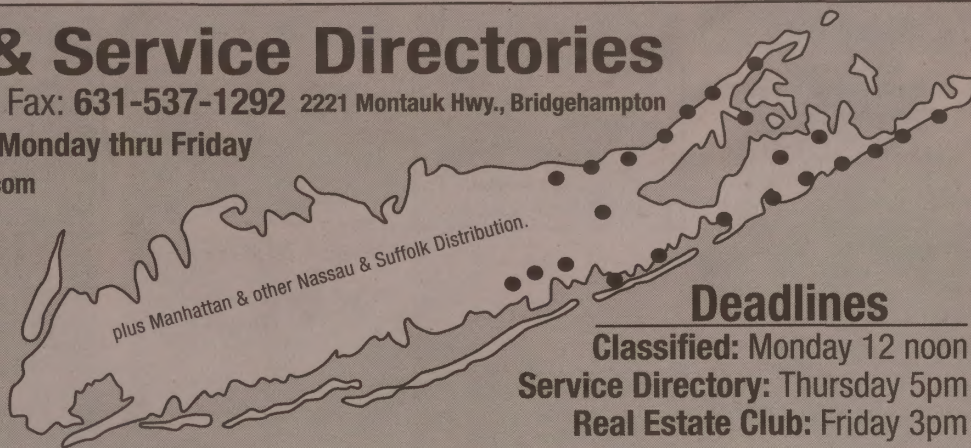 & Service Directories
Fax: 631-537-1292 2221 Montauk Hwy., Bridgehampton
Monday thru Friday
com
plus Manhattan & other Nassau & Suffolk Distribution.
Deadlines
Classified: Monday 12 noon
Service Directory: Thursday 5pm
Real Estate Club: Friday 3pm